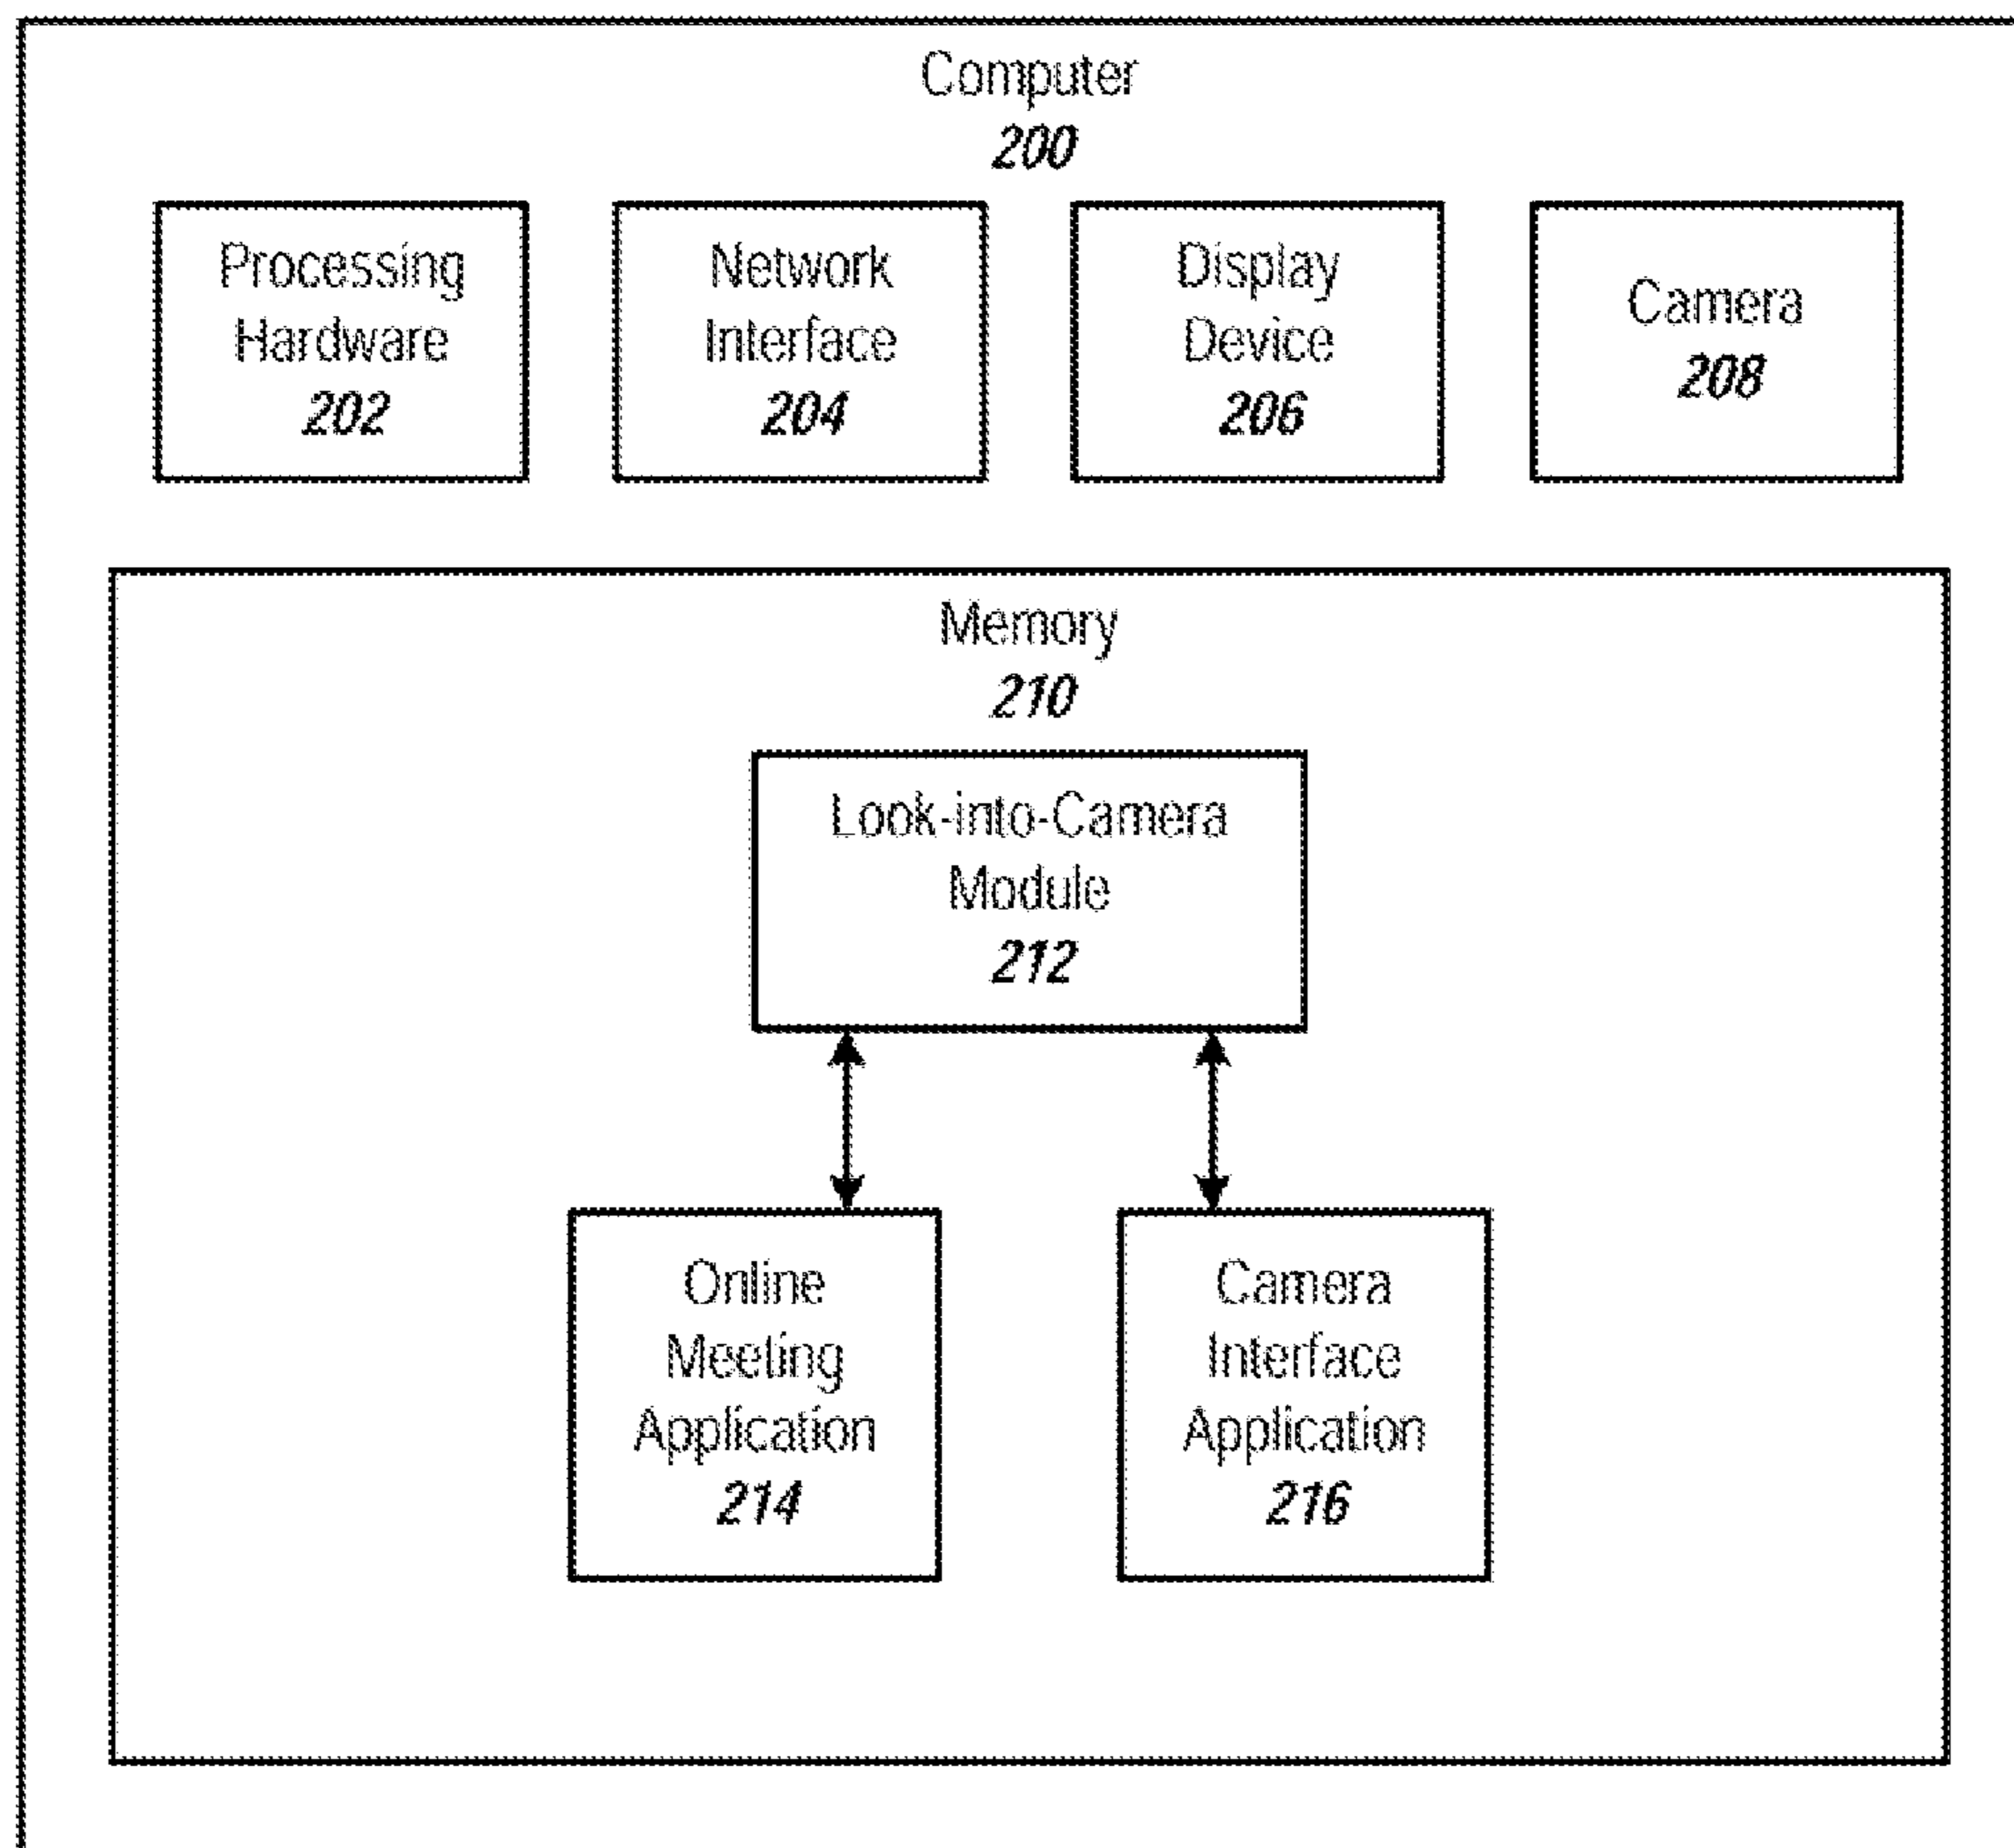 Computer
200
Processing
Hardware
202
Network
Interface
204
Display
Device
206
Camera
208
Memory
210
Look-into-Camera
Module
212
Online
Meeting
Application
214
Camera
Interface
Application
216